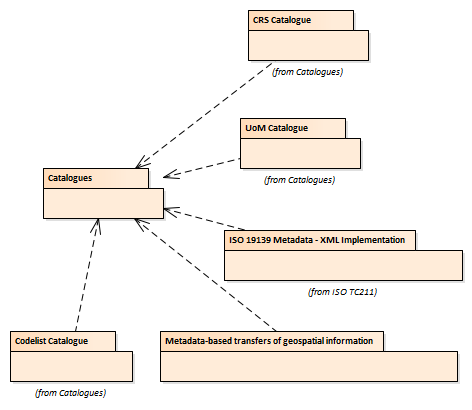 CRS Catalogue
(from Catalogues)
UoM Catalogue
(from Catalogues)
Catalogues
ISO 19139 Metadata - XML Implementation
(from ISO TC211)
Codelist Catalogue
(from Catalogues)
Metadata-based transfers of geospatial information